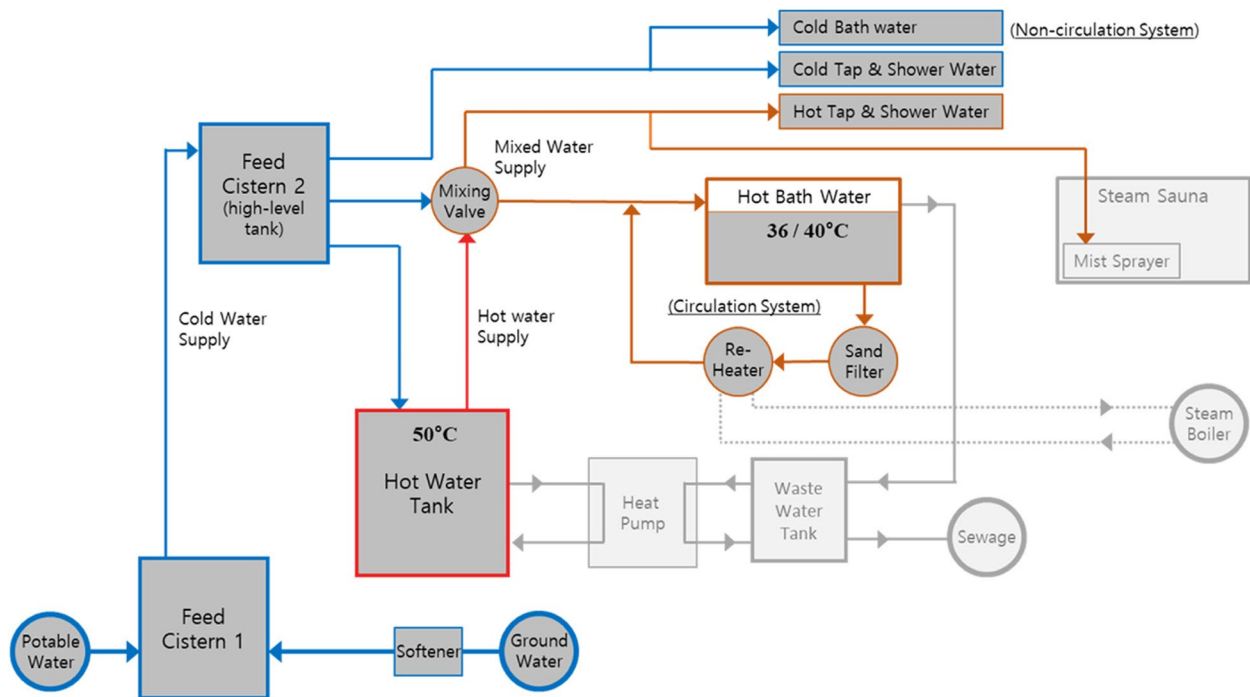 Cold Bath water
(Non-circulation System)
Cold Tap & Shower Water
Hot Tap & Shower Water
Feed
Cistern 2
(high-level
tank)
Mixed Water
Supply
Mixing
Valve
Hot Bath Water
36 / 40°C
Steam Sauna
Mist Sprayer
Cold Water
Supply
Hot water
Supply
(Circulation System)
Re-
Heater
Sand
Filter
Steam
Boiler
50°C
Hot Water
Tank
Heat
Pump
Waste
Water
Tank
Sewage
Feed
Cistern 1
Potable
Water
Softener
Ground
Water